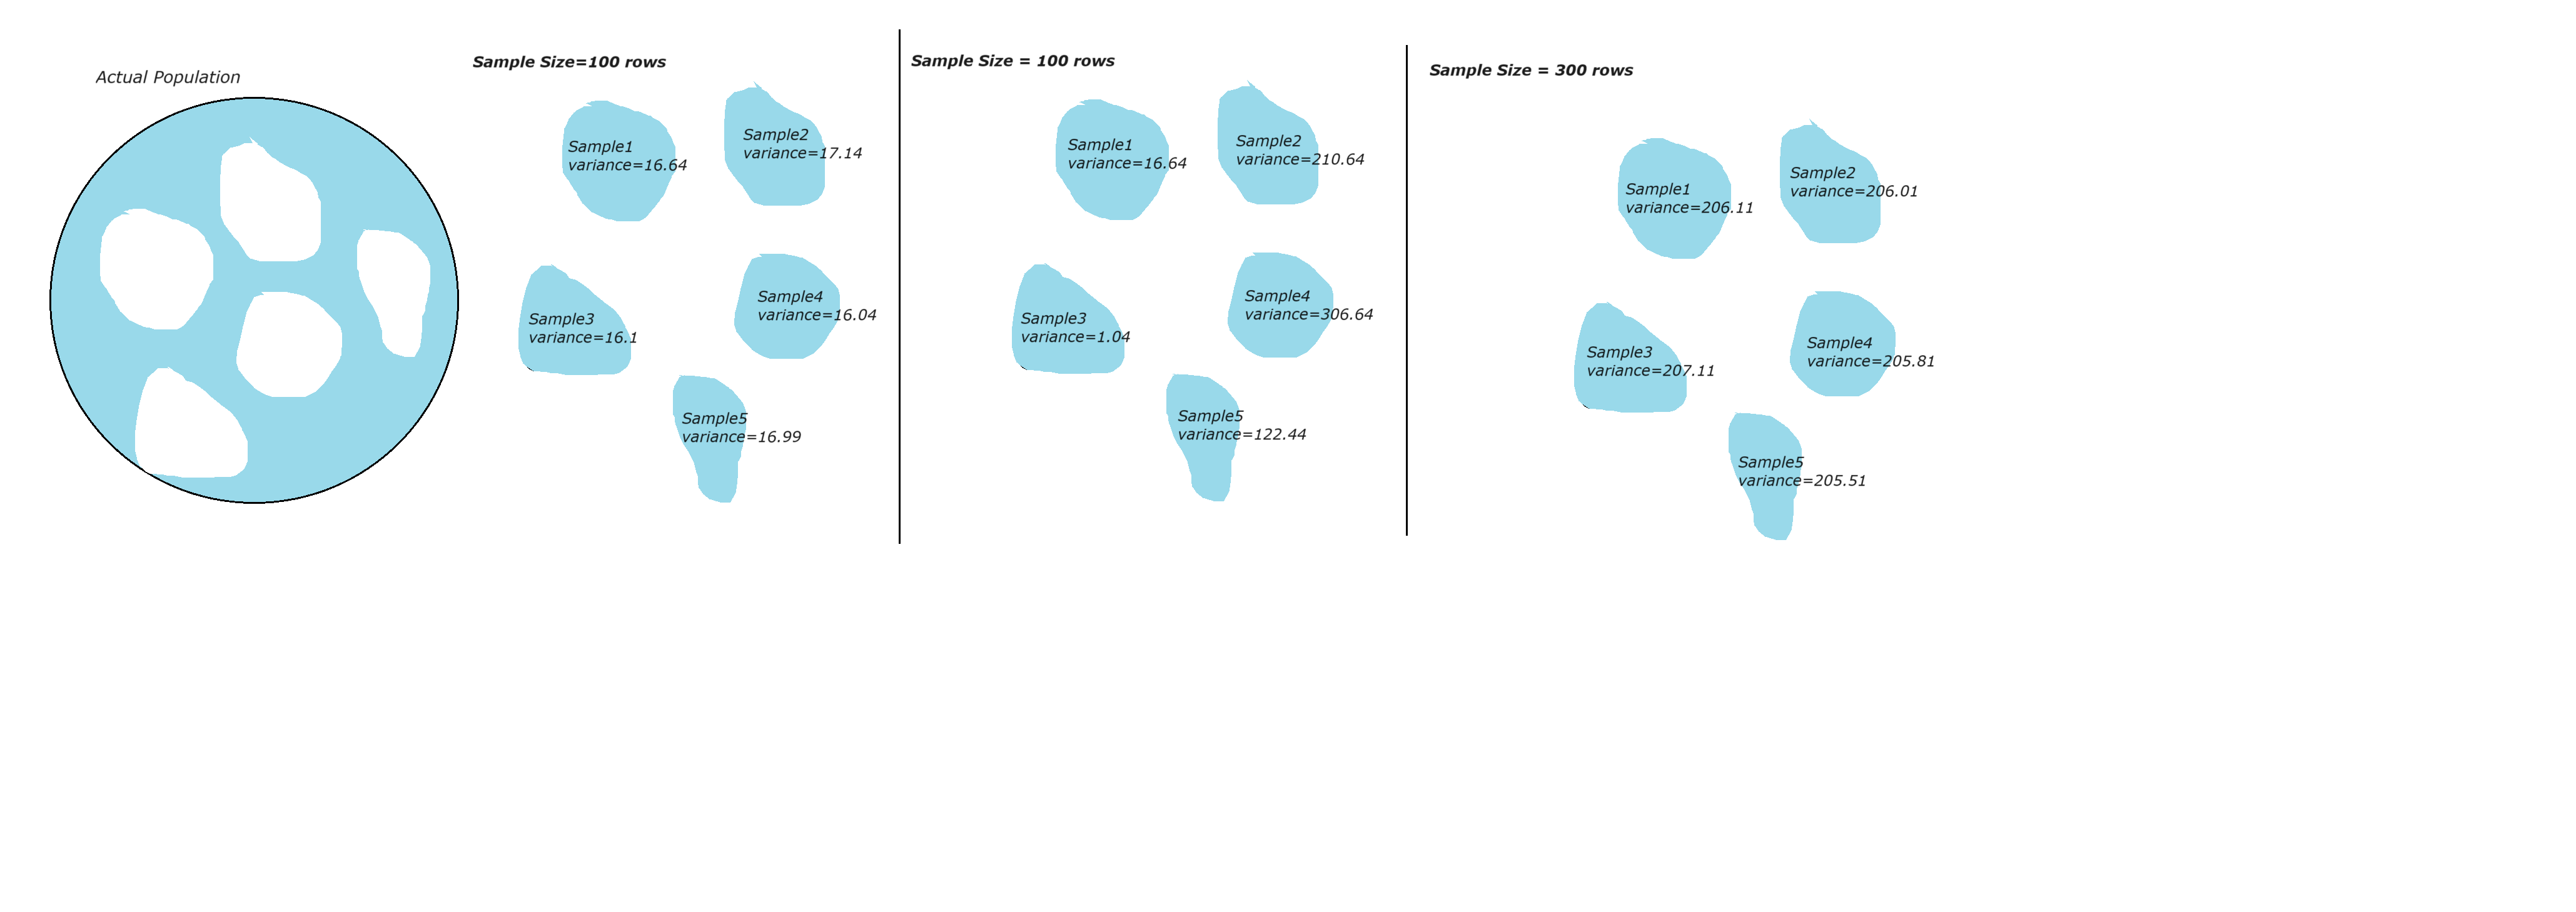 Actual Population
Sample Size=100 rows
Sample1
variance=16.64
Sample2
variance=17.14
Sample3
variance=16.1
Sample4
variance=16.04
Sample5
variance=16.99
Sample Size = 100 rows
Sample1
variance=16.64
Sample2
variance=210.64
Sample3
variance=1.04
Sample4
variance=306.64
Sample5
variance=122.44
Sample Size = 300 rows
Sample1
variance=206.11
Sample2
variance=206.01
Sample3
variance=207.11
Sample4
variance=205.81
Sample5
variance=205.51